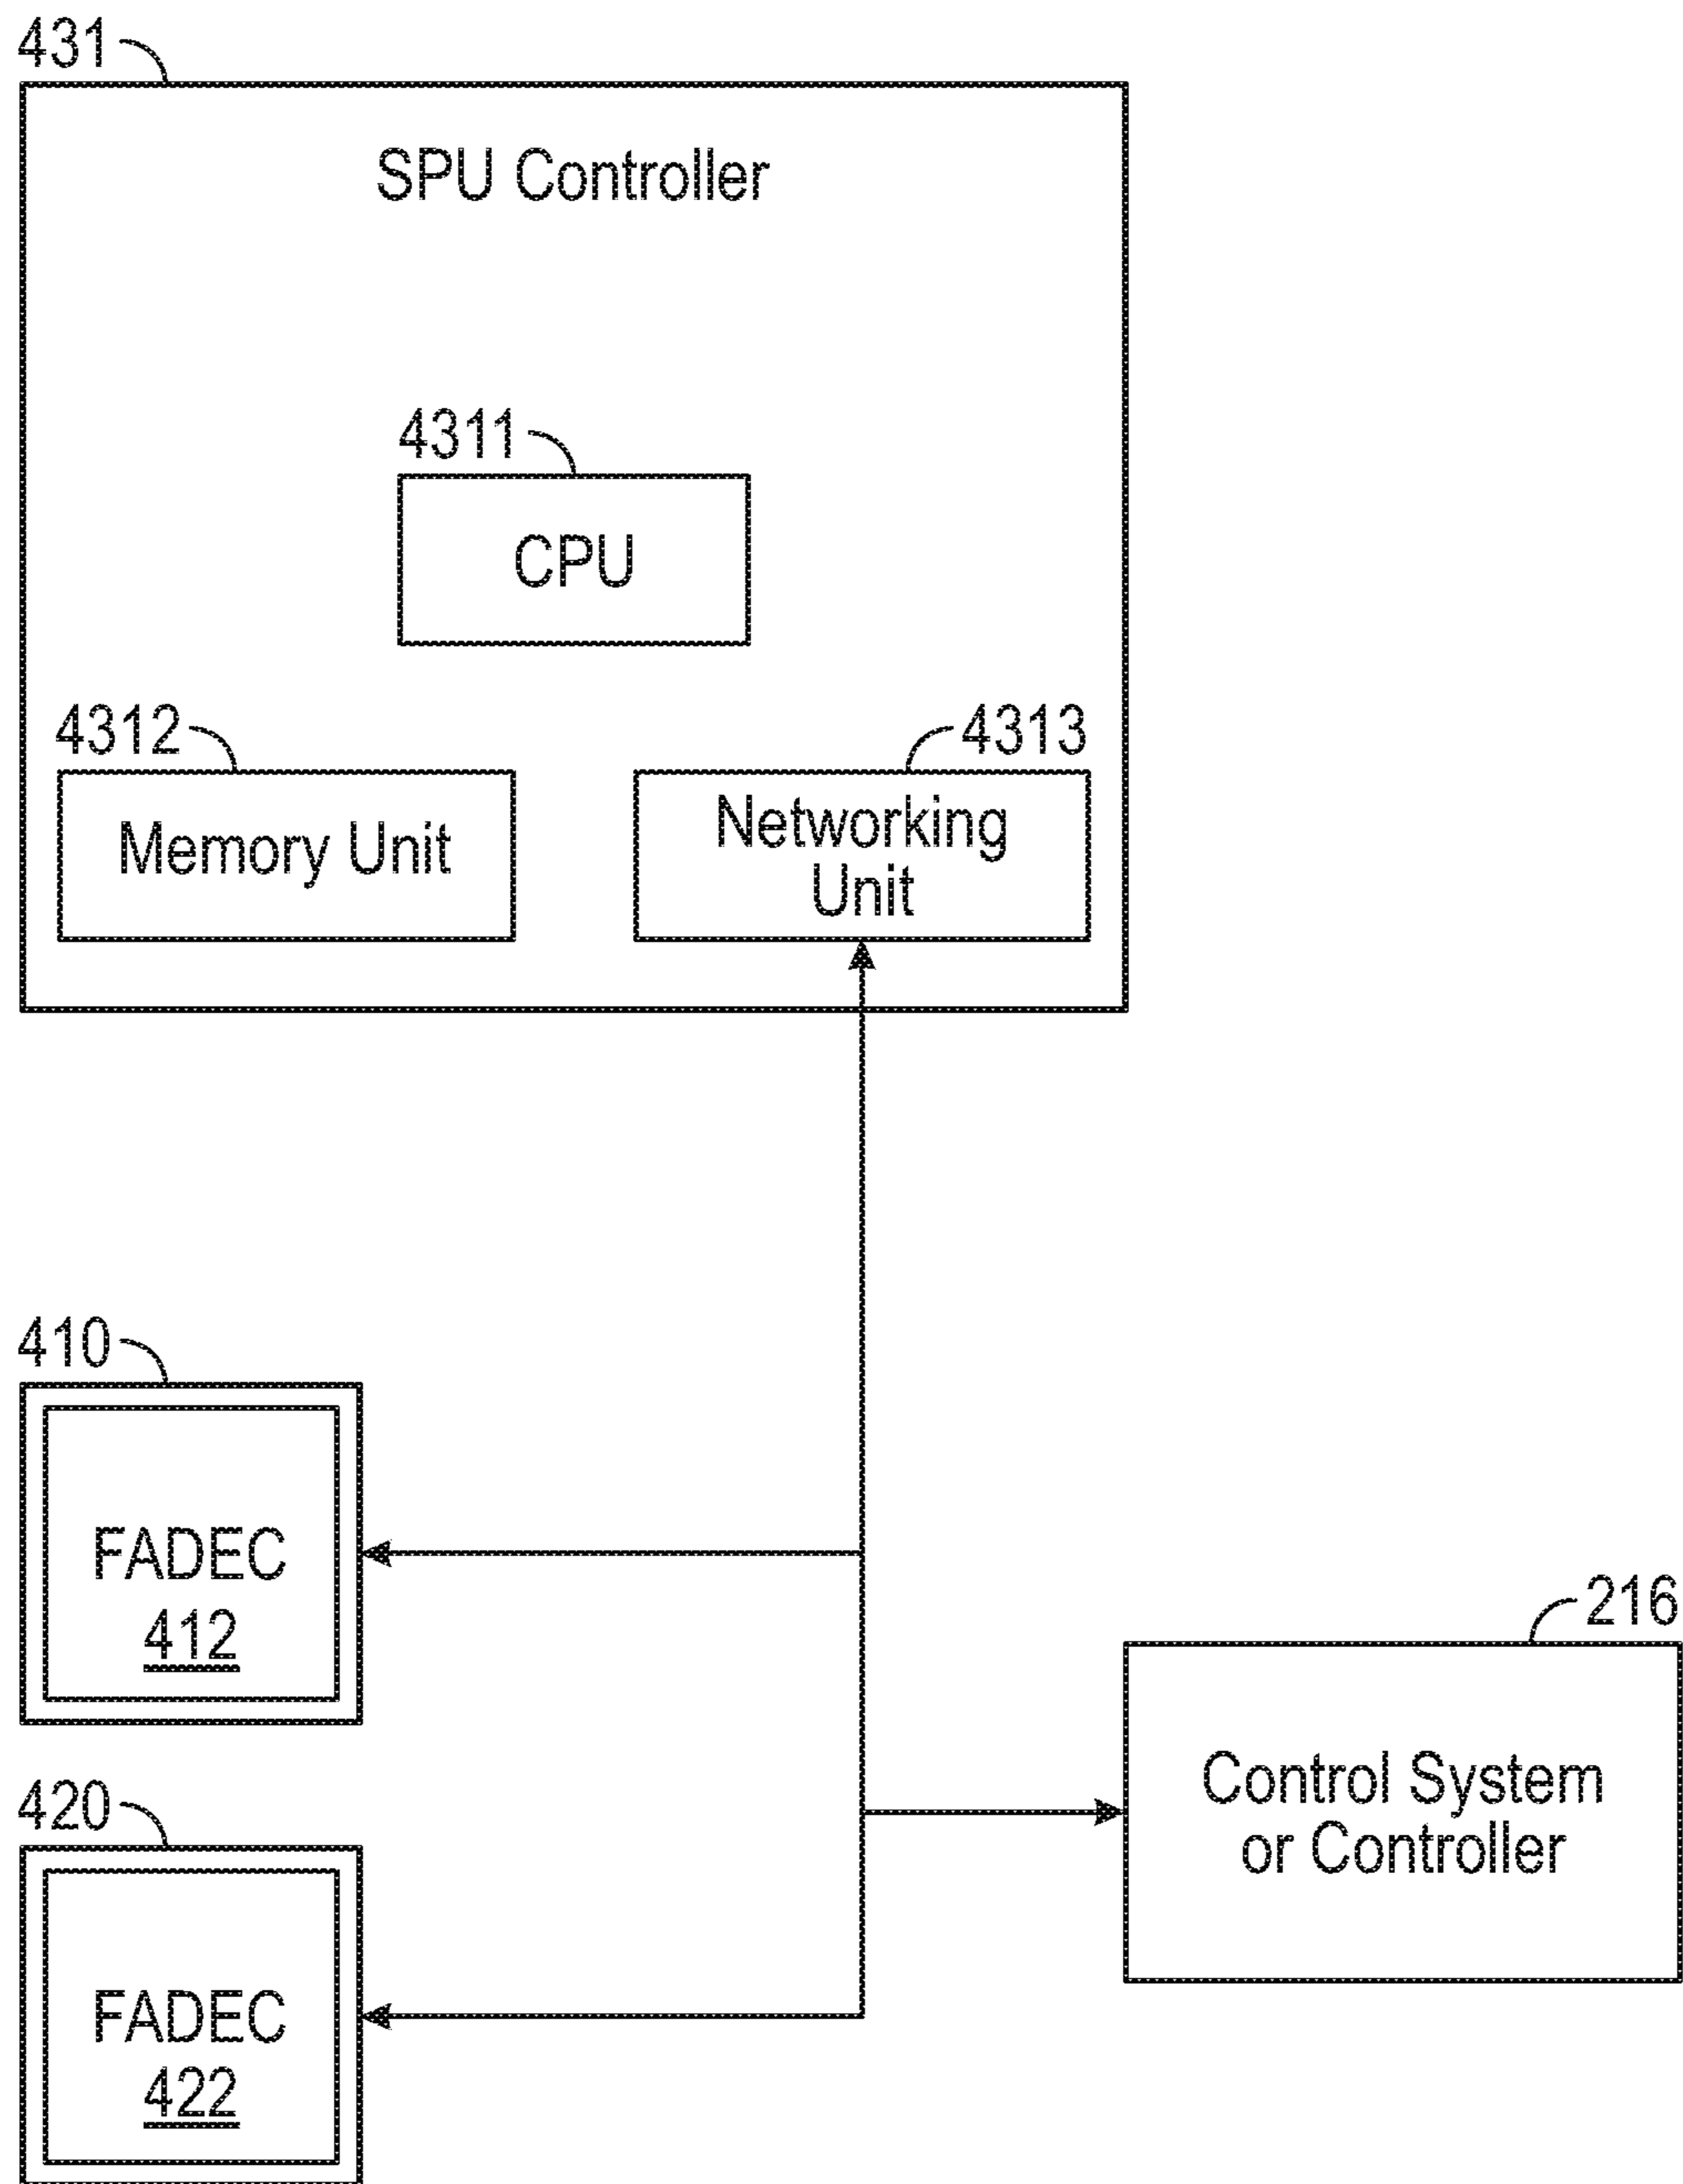 431
SPU Controller
4311
CPU
4312
4313
Memory Unit
Networking
Unit
410
FADEC
412
216
Control System
or Controller
420
FADEC
422